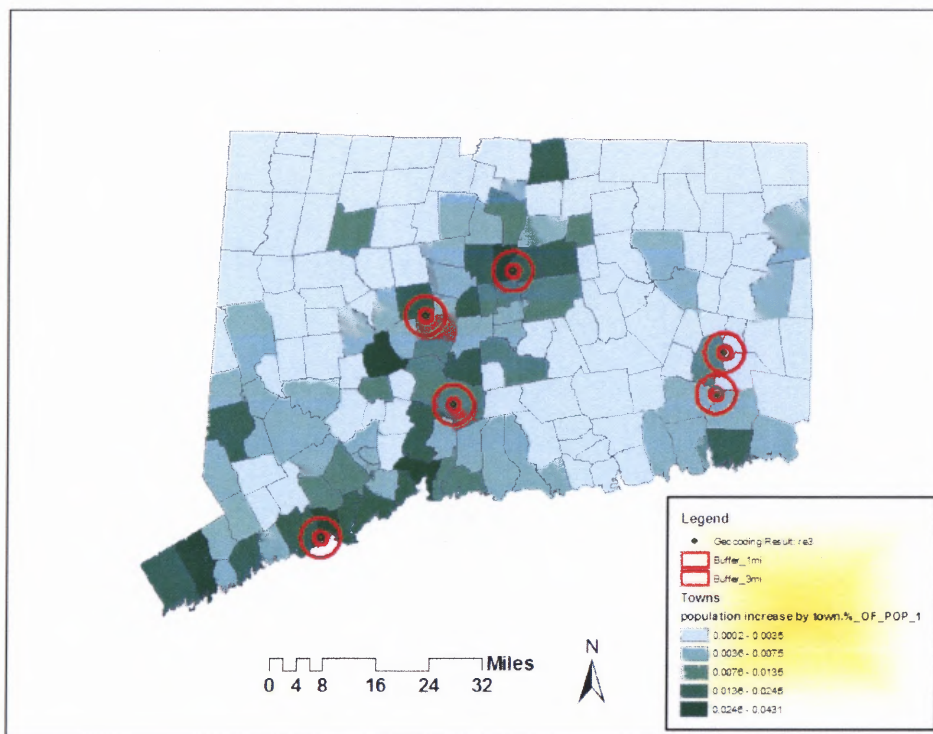 Miles
0 4 8 16 24 32
N
Legend
Geocoding Result: re3
Buffer_1mi
Buffer_3mi
Towns
population increase by town.%_OF_POP_1
0.0002 - 0.0035
0.0036 - 0.0075
0.0076 - 0.0135
0.0136 - 0.0245
0.0246 - 0.0431